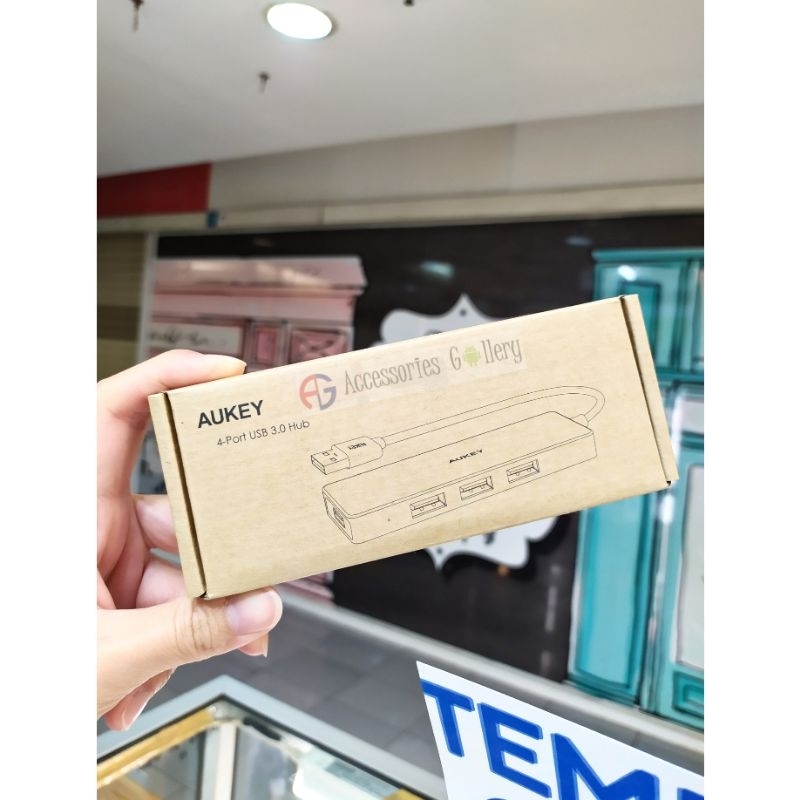 AG Accessories Gallery
AUKEY
4-Port USB 3.0 Hub
AUKEY
TEM